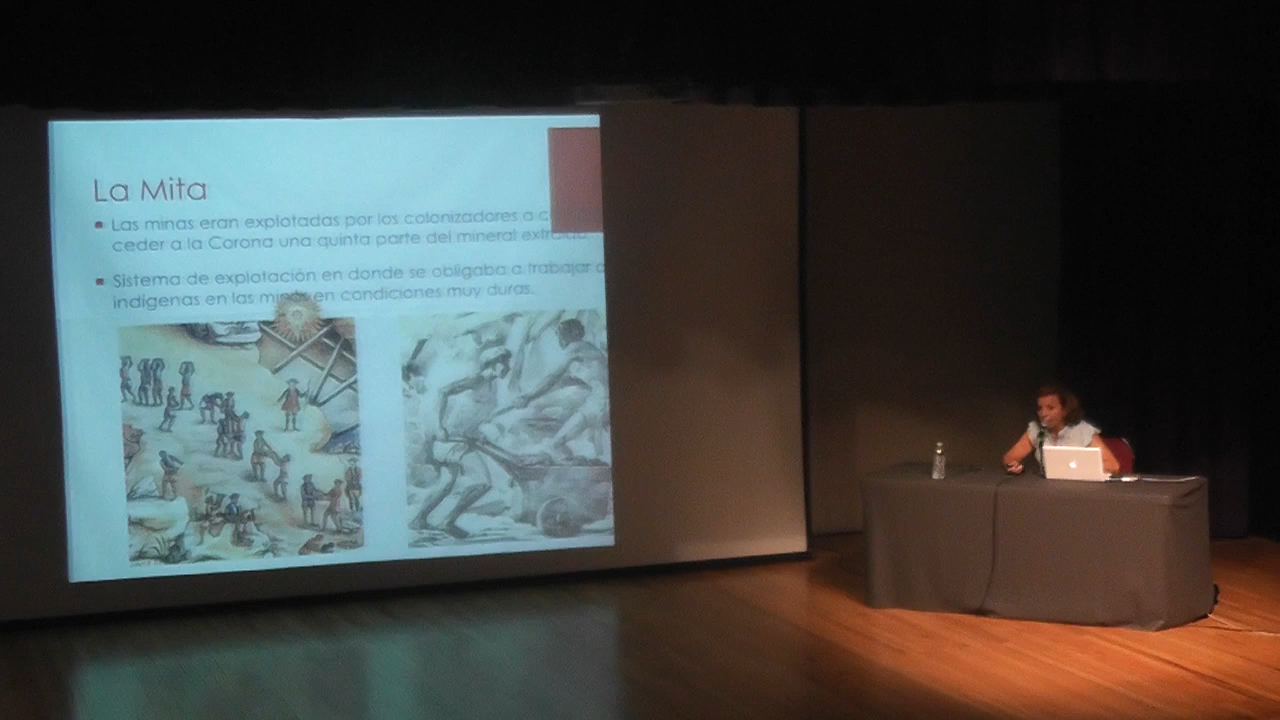 La Mita
Las minas eran explotadas por los colonizadores a
ceder a la Corona una quinta parte del mineral
Sistema de explotación en donde se obligaba a trabajar
indígenas en las minas en condiciones muy duras.